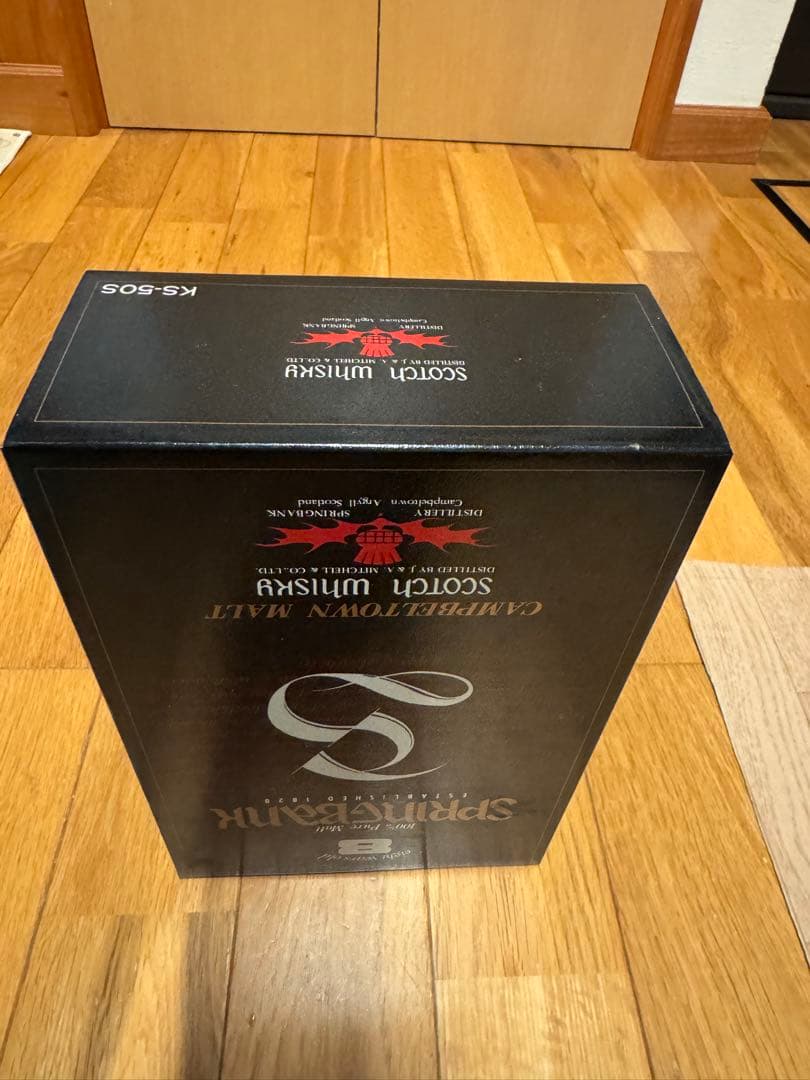 eight years old
8
100% Pure Malt
SPRINGBANK
ESTABLISHED 1828
S
CAMPBELTOWN MALT
SCOTCH WHISKY
DISTILLED BY J. & A. MITCHELL & CO., LTD.
DISTILLERY SPRINGBANK
Campbeltown Argyll Scotland
SCOTCH WHISKY
DISTILLED BY J. & A. MITCHELL & CO., LTD.
DISTILLERY SPRINGBANK
Campbeltown Argyll Scotland
KS-50S